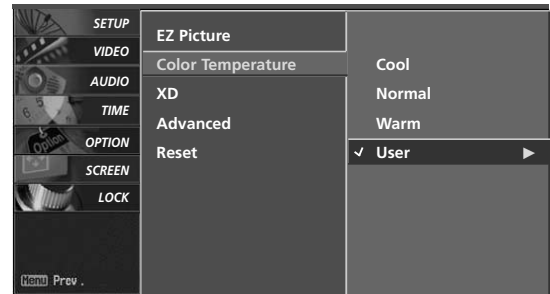 SETUP
VIDEO
AUDIO
TIME
OPTION
SCREEN
LOCK
Menu Prev.
EZ Picture
Color Temperature
XD
Advanced
Reset
Cool
Normal
Warm
✓ User ►
Option